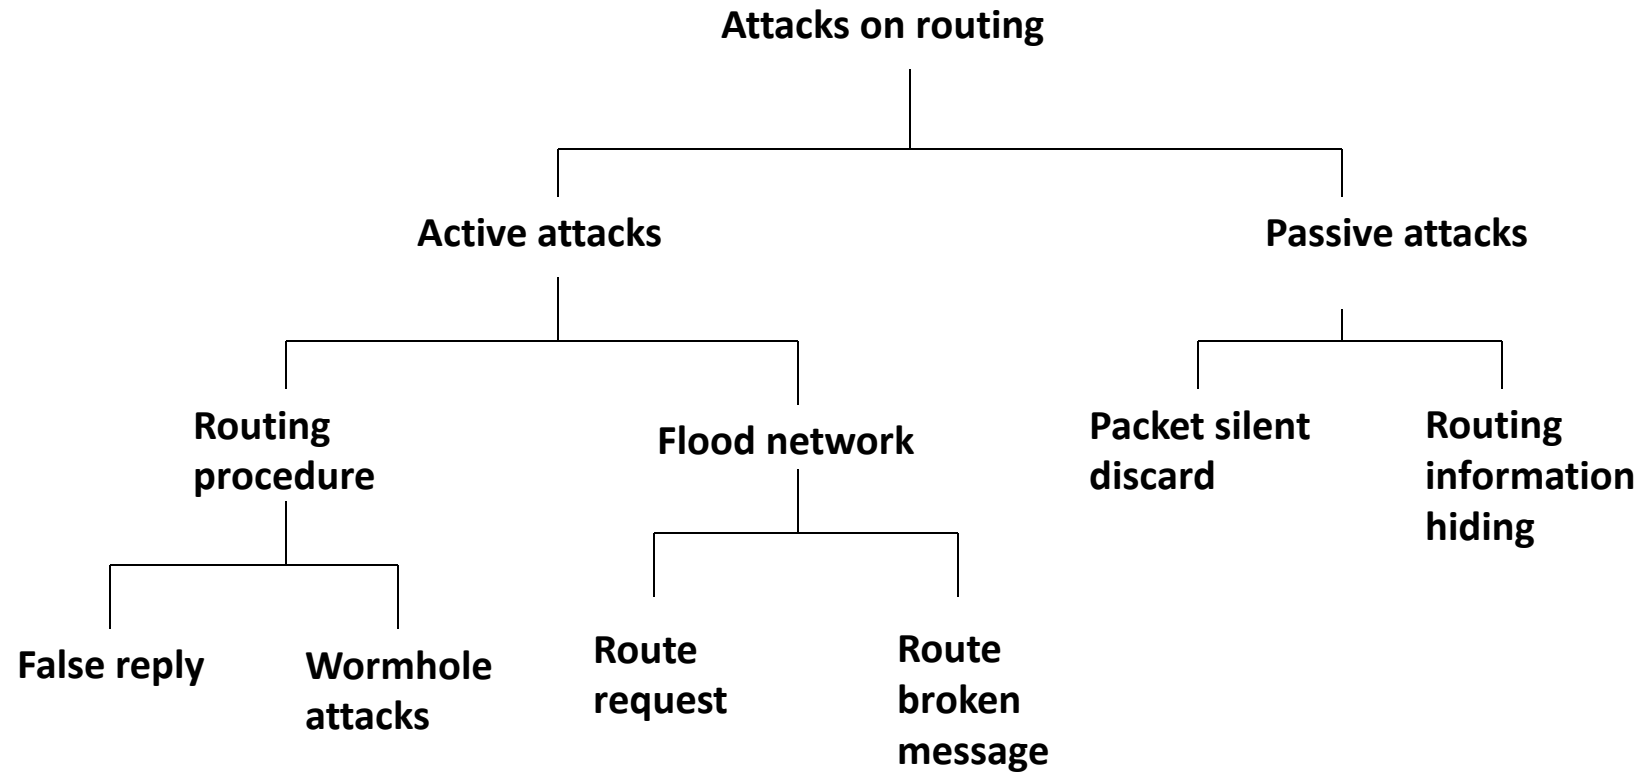 Attacks on routing
Active attacks
Passive attacks
Routing
procedure
Flood network
Packet silent
discard
Routing
information
hiding
False reply
Wormhole
attacks
Route
request
Route
broken
message